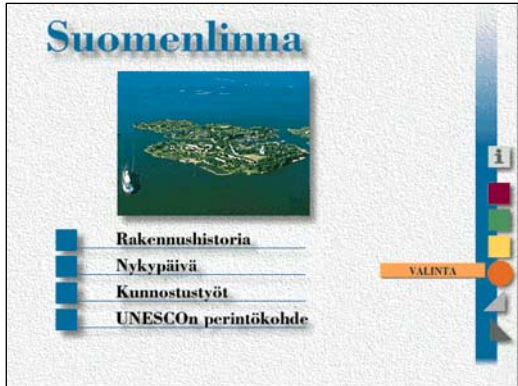 Suomenlinna
i
Rakennushistoria
Nykypäivä
VALINTA
Kunnostustyöt
UNESCOn perintökohde